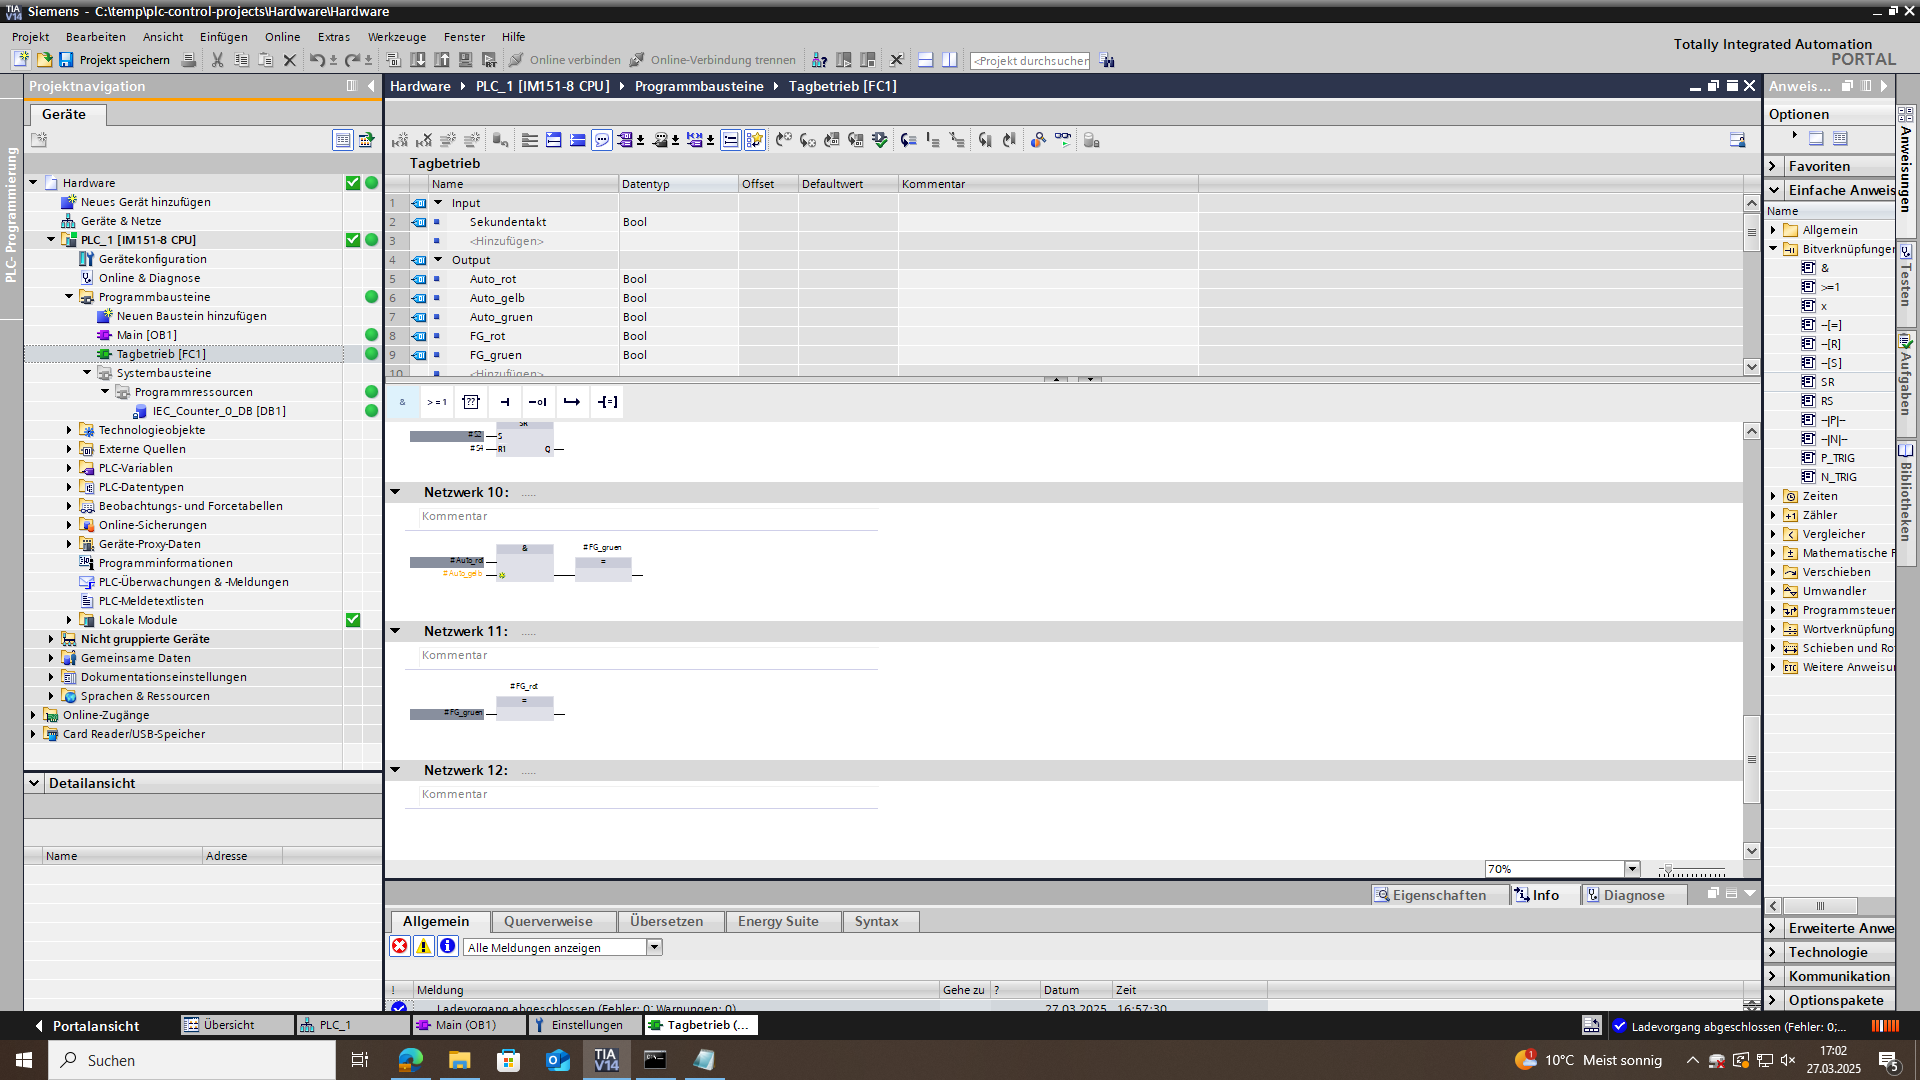 Siemens  -  C:\temp\plc-control-projects\Hardware\Hardware
Projekt Bearbeiten Ansicht Einfügen Online Extras Werkzeuge Fenster Hilfe
Totally Integrated Automation
PORTAL
Projekt speichern Online verbinden Online-Verbindung trennen <Projekt durchsuchen
Projektnavigation
Hardware PLC_1 [IM151-8 CPU] Programmbausteine Tagbetrieb [FC1]
Anweis...
Geräte
Optionen
PLC- Programmierung
Hardware
Neues Gerät hinzufügen
Geräte & Netze
PLC_1 [IM151-8 CPU]
Gerätekonfiguration
Online & Diagnose
Programmbausteine
Neuen Baustein hinzufügen
Main [OB1]
Tagbetrieb [FC1]
Systembausteine
Programmressourcen
IEC_Counter_0_DB [DB1]
Technologieobjekte
Externe Quellen
PLC-Variablen
PLC-Datentypen
Beobachtungs- und Forcetabellen
Online-Sicherungen
Geräte-Proxy-Daten
Programminformationen
PLC-Überwachungen & -Meldungen
PLC-Meldetextlisten
Lokale Module
Nicht gruppierte Geräte
Gemeinsame Daten
Dokumentationseinstellungen
Sprachen & Ressourcen
Online-Zugänge
Card Reader/USB-Speicher
Detailansicht
Name Adresse
Tagbetrieb
Name Datentyp Offset Defaultwert Kommentar
1 Input
2 Sekundentakt Bool
3 <Hinzufügen>
4 Output
5 Auto_rot Bool
6 Auto_gelb Bool
7 Auto_gruen Bool
8 FG_rot Bool
9 FG_gruen Bool
10 <Hinzufügen>
& >=1 ?? -| -o| -[=]
SR
#S2 S
#S4 R1 Q
Netzwerk 10: .....
Kommentar
& #FG_gruen
#Auto_rot =
#Auto_gelb
Netzwerk 11: .....
Kommentar
#FG_rot
=
#FG_gruen
Netzwerk 12: .....
Kommentar
70%
Eigenschaften Info Diagnose
Allgemein Querverweise Übersetzen Energy Suite Syntax
Alle Meldungen anzeigen
! Meldung Gehe zu ? Datum Zeit
Ladevorgang abgeschlossen (Fehler: 0; Warnungen: 0) 27.03.2025 16:57:30
Favoriten
Einfache Anweis
Name
Allgemein
Bitverknüpfungen
&
>=1
x
–[=]
–[R]
–[S]
SR
RS
–|P|–
–|N|–
P_TRIG
N_TRIG
Zeiten
Zähler
Vergleicher
Mathematische F
Verschieben
Umwandler
Programmsteuer
Wortverknüpfung
Schieben und Ro
Weitere Anweisu
Erweiterte Anwe
Technologie
Kommunikation
Optionspakete
Anweisungen
Testen
Aufgaben
Bibliotheken
Portalansicht Übersicht PLC_1 Main (OB1) Einstellungen Tagbetrieb (... Ladevorgang abgeschlossen (Fehler: 0;...
Suchen
TIA
V14
10°C Meist sonnig
17:02
27.03.2025
5